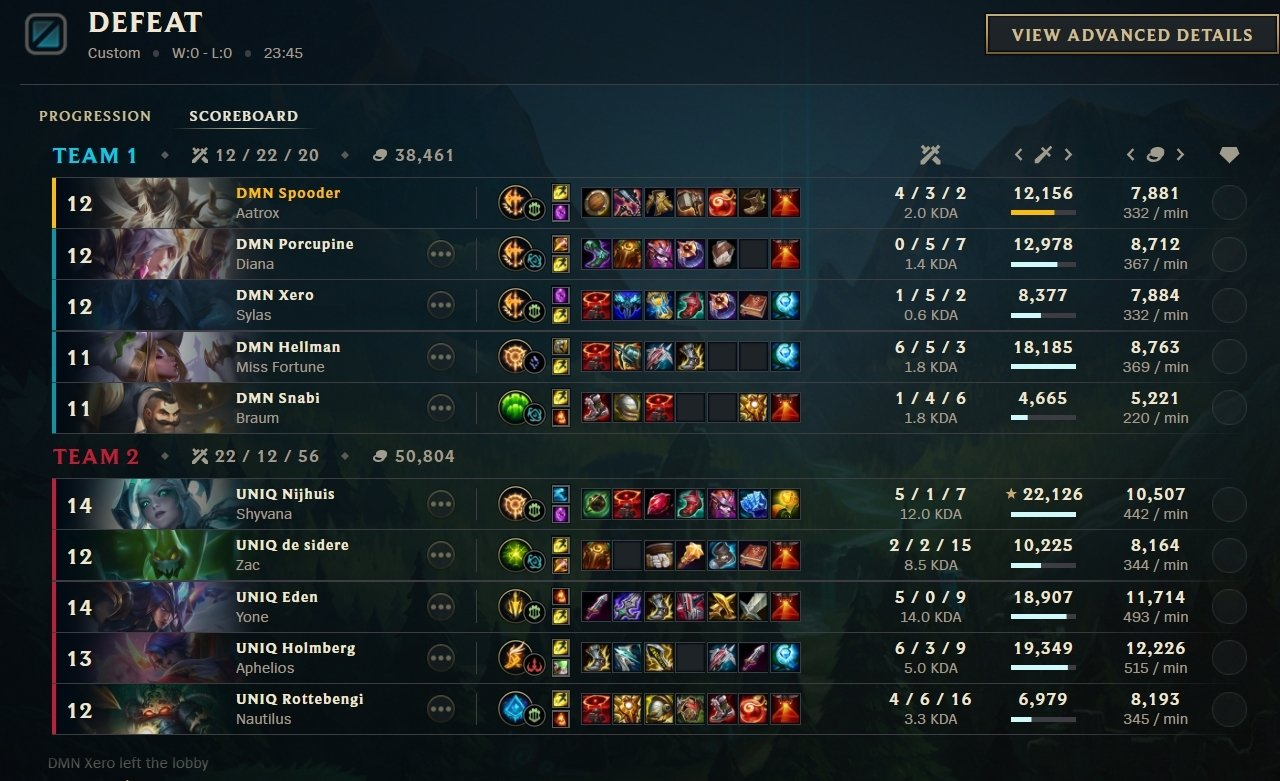 DEFEAT
Custom • W:0 - L:0 • 23:45
VIEW ADVANCED DETAILS
PROGRESSION SCOREBOARD
TEAM 1 12 / 22 / 20 38,461
12 DMN Spooder 4 / 3 / 2 12,156 7,881
Aatrox 2.0 KDA 332 / min
12 DMN Porcupine 0 / 5 / 7 12,978 8,712
Diana 1.4 KDA 367 / min
12 DMN Xero 1 / 5 / 2 8,377 7,884
Sylas 0.6 KDA 332 / min
11 DMN Hellman 6 / 5 / 3 18,185 8,763
Miss Fortune 1.8 KDA 369 / min
11 DMN Snabi 1 / 4 / 6 4,665 5,221
Braum 1.8 KDA 220 / min
TEAM 2 22 / 12 / 56 50,804
14 UNIQ Nijhuis 5 / 1 / 7 22,126 10,507
Shyvana 12.0 KDA 442 / min
12 UNIQ de sidere 2 / 2 / 15 10,225 8,164
Zac 8.5 KDA 344 / min
14 UNIQ Eden 5 / 0 / 9 18,907 11,714
Yone 14.0 KDA 493 / min
13 UNIQ Holmberg 6 / 3 / 9 19,349 12,226
Aphelios 5.0 KDA 515 / min
12 UNIQ Rottebengi 4 / 6 / 16 6,979 8,193
Nautilus 3.3 KDA 345 / min
DMN Xero left the lobby